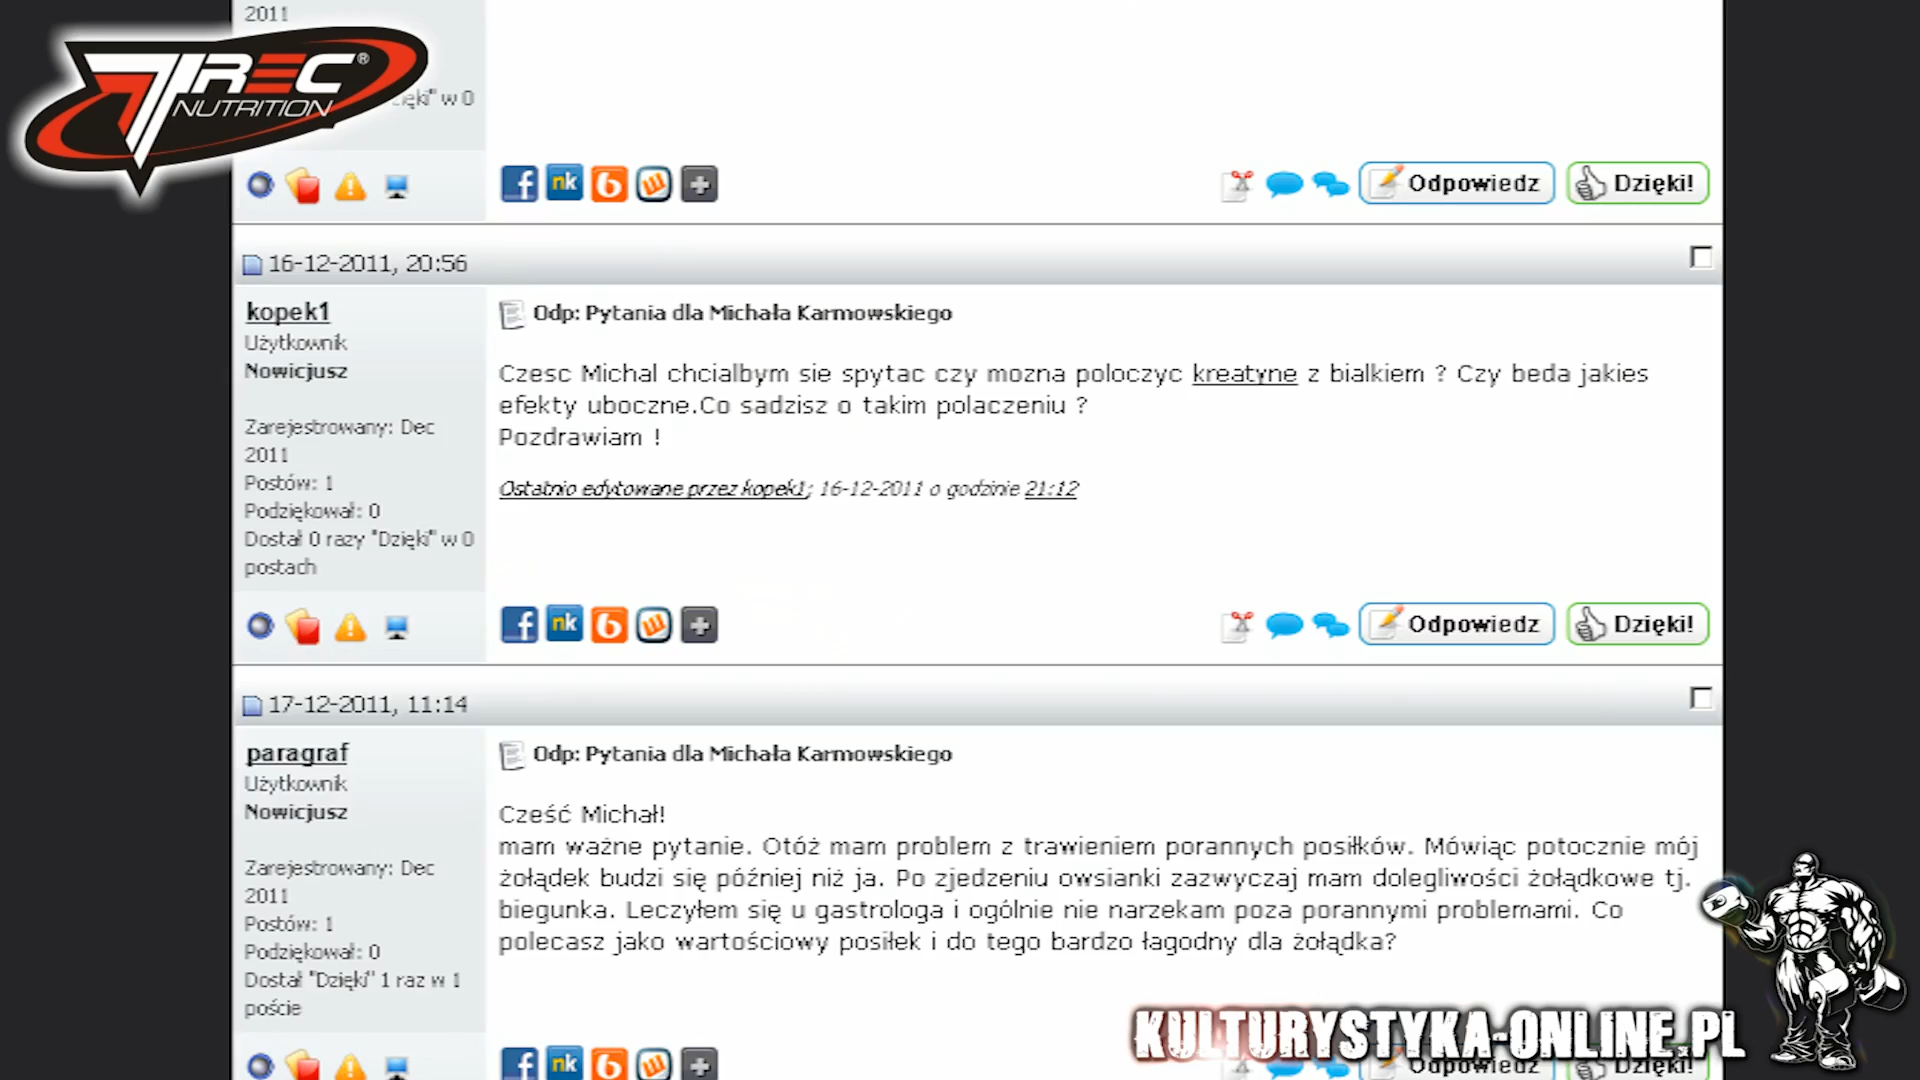 2011
TREC®
NUTRITION
w 0
nk
Odpowiedz
Dzięki!
16-12-2011, 20:56
kopek1
Użytkownik
Nowicjusz
Zarejestrowany: Dec
2011
Postów: 1
Podziękował: 0
Dostał 0 razy "Dzięki" w 0
postach
Odp: Pytania dla Michała Karmowskiego
Czesc Michal chcialbym sie spytac czy mozna poloczyc kreatyne z bialkiem ? Czy beda jakies
efekty uboczne.Co sadzisz o takim polaczeniu ?
Pozdrawiam !
Ostatnio edytowane przez kopek1; 16-12-2011 o godzinie 21:12
nk
Odpowiedz
Dzięki!
17-12-2011, 11:14
paragraf
Użytkownik
Nowicjusz
Zarejestrowany: Dec
2011
Postów: 1
Podziękował: 0
Dostał "Dzięki" 1 raz w 1
poście
Odp: Pytania dla Michała Karmowskiego
Cześć Michał!
mam ważne pytanie. Otóż mam problem z trawieniem porannych posiłków. Mówiąc potocznie mój
żołądek budzi się później niż ja. Po zjedzeniu owsianki zazwyczaj mam dolegliwości żołądkowe tj.
biegunka. Leczyłem się u gastrologa i ogólnie nie narzekam poza porannymi problemami. Co
polecasz jako wartościowy posiłek i do tego bardzo łagodny dla żołądka?
nk
Odpowiedz
Dzięki!
KULTURYSTYKA-ONLINE.PL